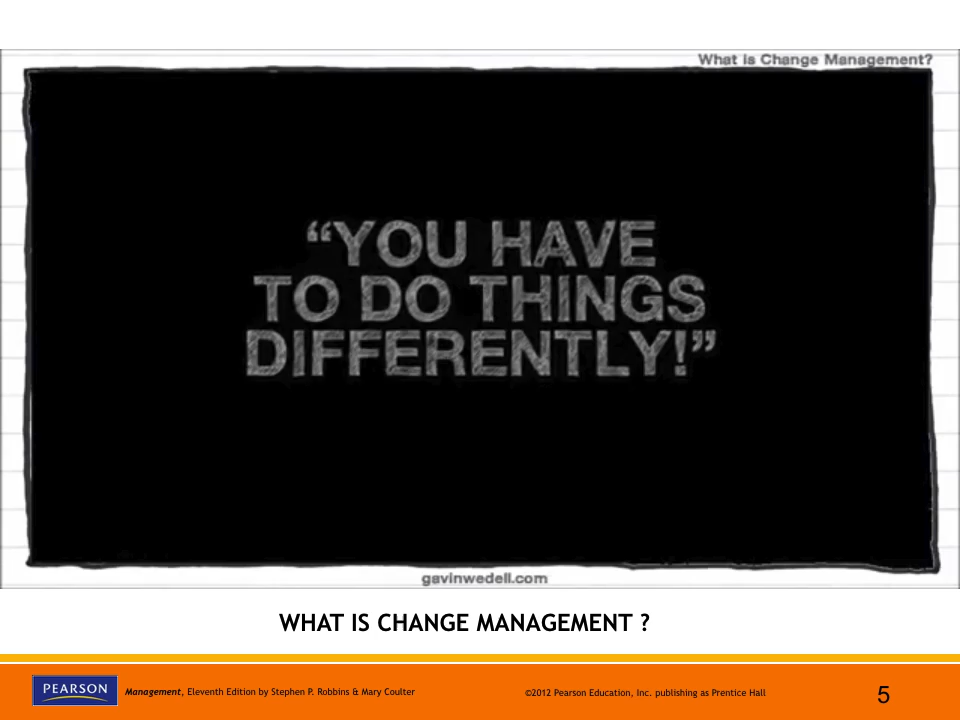 What is Change Management?
“YOU HAVE
TO DO THINGS
DIFFERENTLY!”
gavinwedell.com
WHAT IS CHANGE MANAGEMENT ?
PEARSON
Management, Eleventh Edition by Stephen P. Robbins & Mary Coulter
©2012 Pearson Education, Inc. publishing as Prentice Hall
5